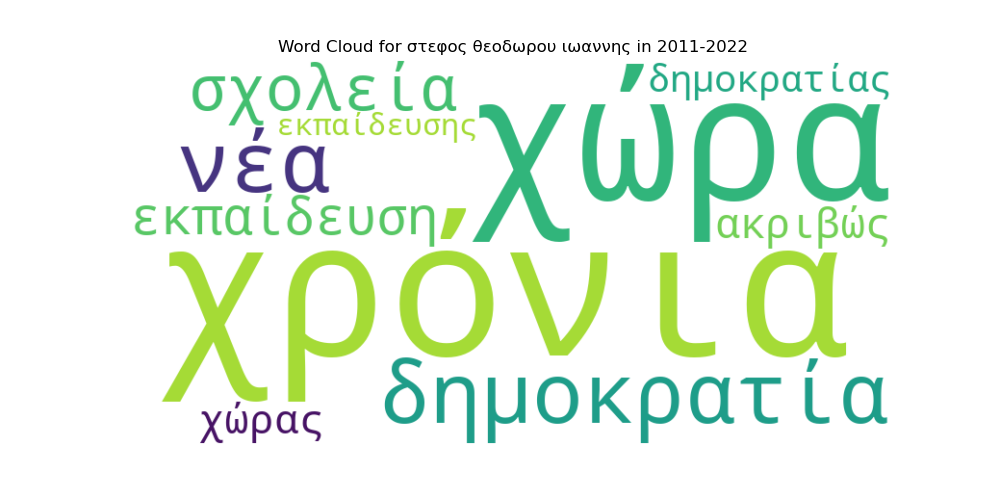 Word Cloud for στεφος θεοδωρου ιωαννης in 2011-2022
σχολεία
δημοκρατίας
χώρα
εκπαίδευσης
νέα
εκπαίδευση
ακριβώς
χρόνια
δημοκρατία
χώρας